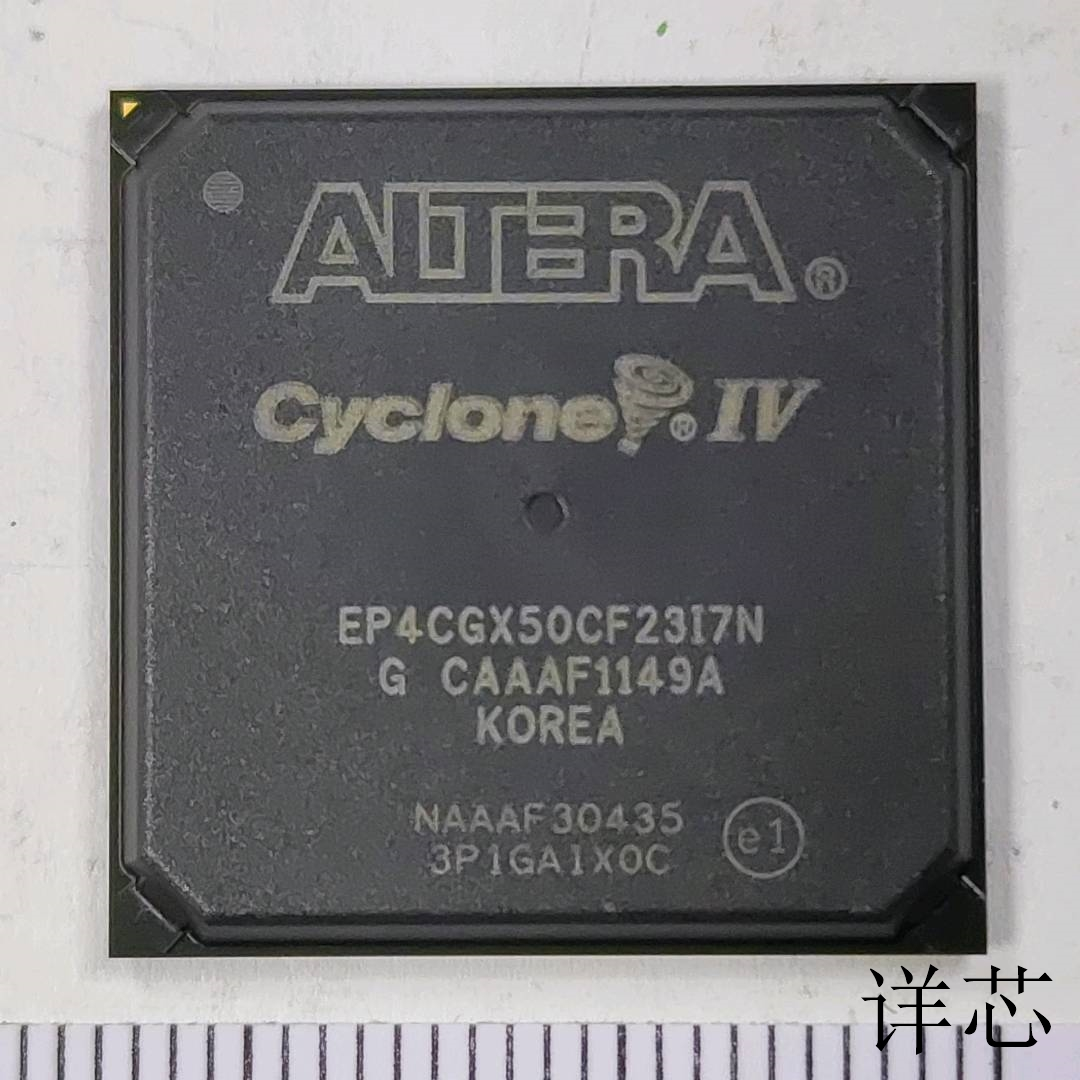 ALTERA®
Cyclone® IV
EP4CGX50CF23I7N
G CAAAF1149A
KOREA
NAAAF30435
3P1GA1X0C
e1
详芯